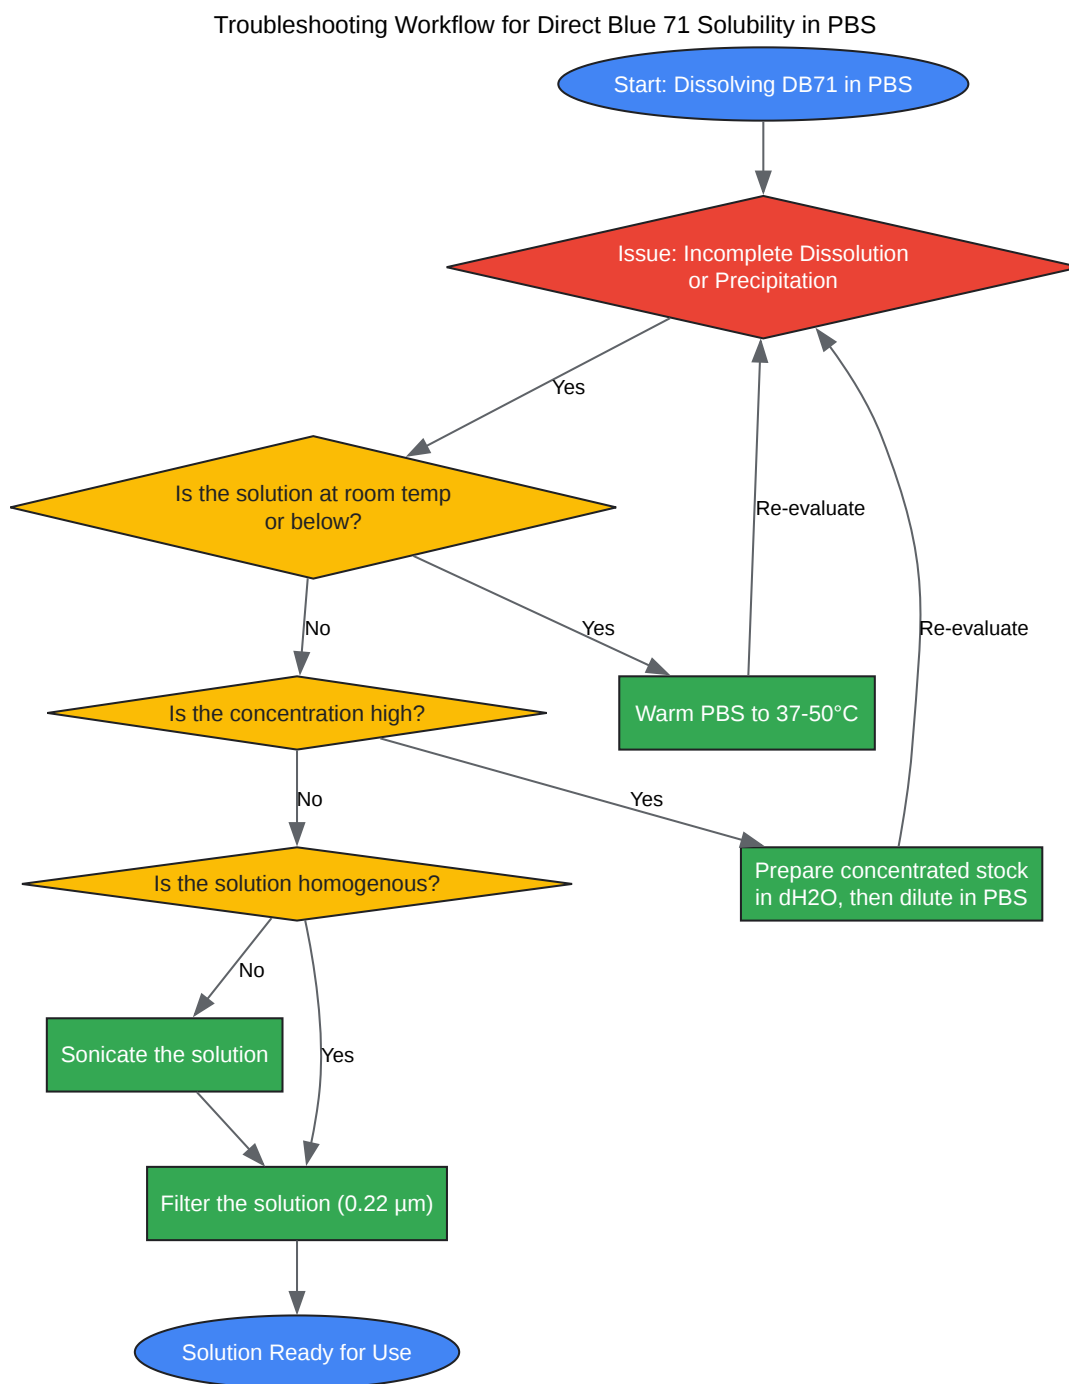 Troubleshooting Workflow for Direct Blue 71 Solubility in PBS
Start: Dissolving DB71 in PBS
Issue: Incomplete Dissolution
or Precipitation
Yes
Is the solution at room temp
or below?
Re-evaluate
No
Yes
Re-evaluate
Is the concentration high?
Warm PBS to 37-50°C
No
Yes
Is the solution homogenous?
Prepare concentrated stock
in dH2O, then dilute in PBS
No
Sonicate the solution
Yes
Filter the solution (0.22 µm)
Solution Ready for Use